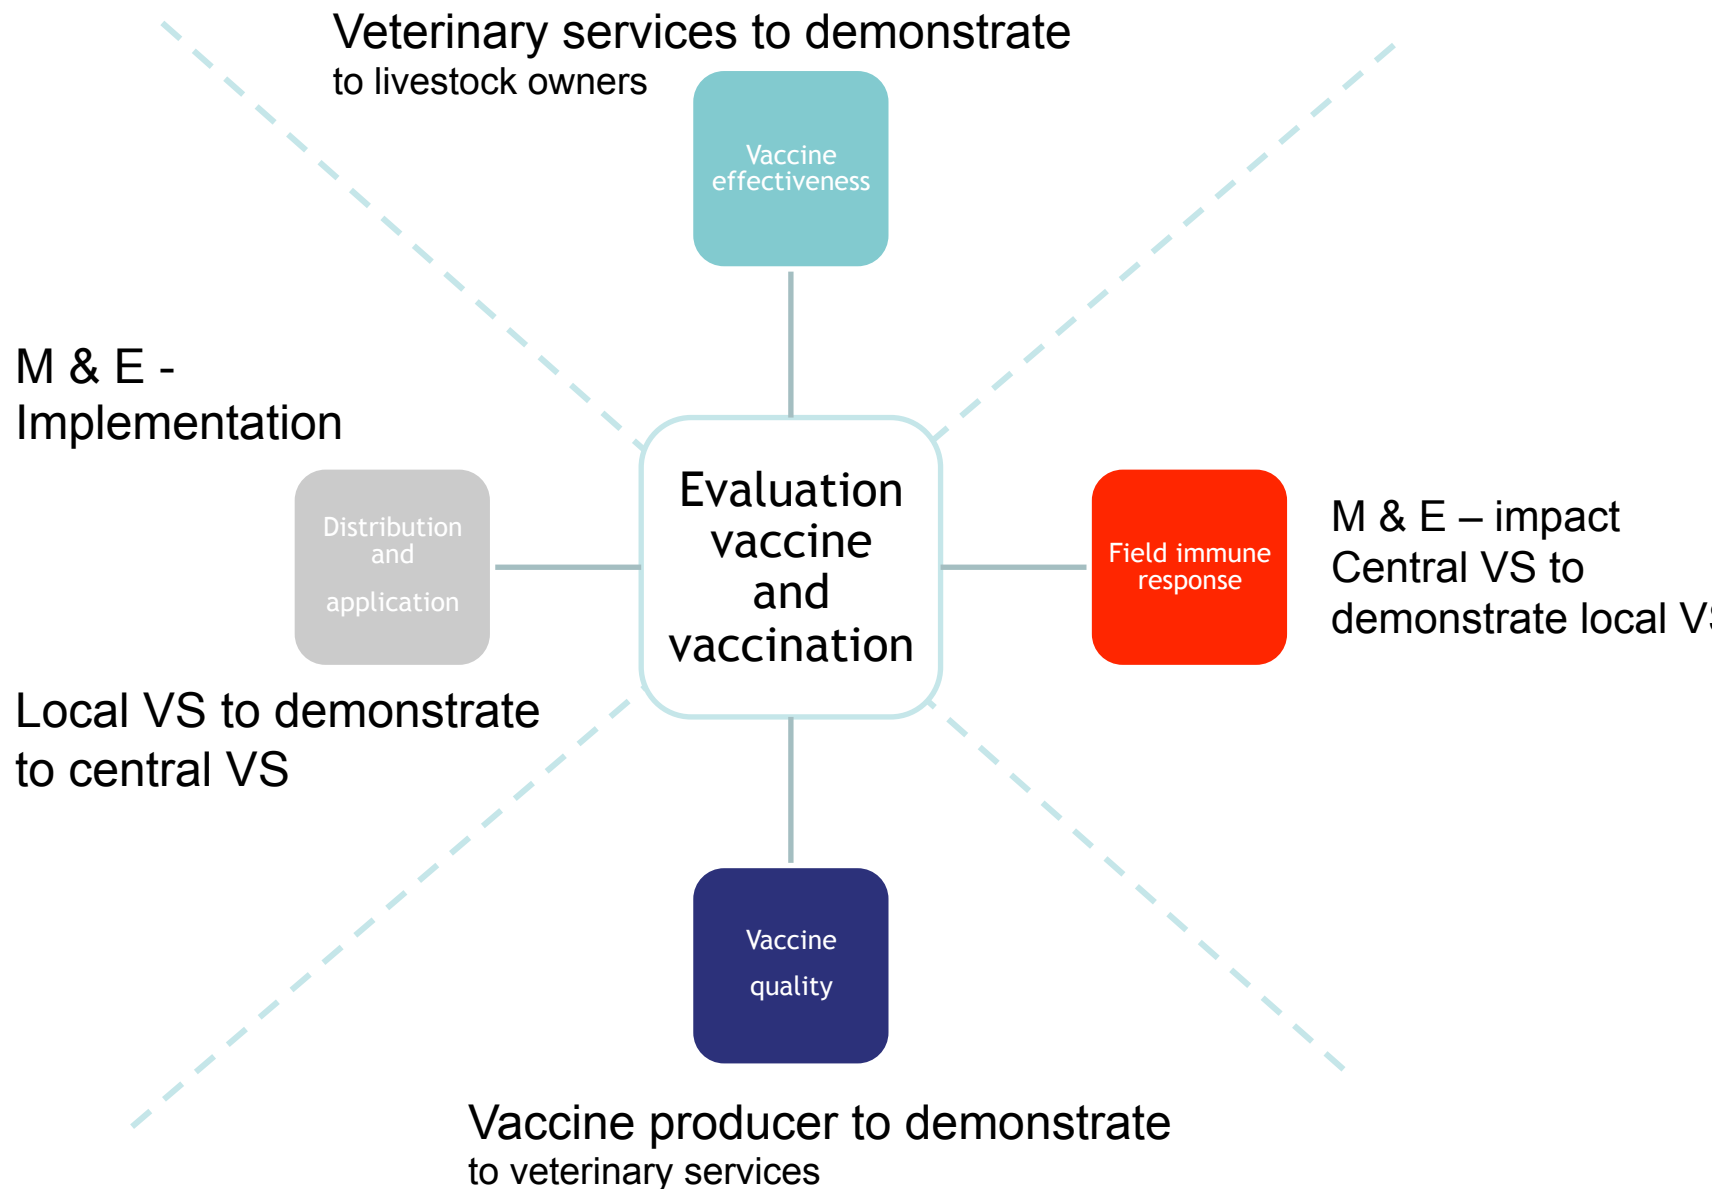 Veterinary services to demonstrate
to livestock owners
Vaccine
effectiveness
M & E -
Implementation
Distribution
and
application
Local VS to demonstrate
to central VS
Evaluation
vaccine
and
vaccination
Field immune
response
M & E – impact
Central VS to
demonstrate local VS
Vaccine
quality
Vaccine producer to demonstrate
to veterinary services